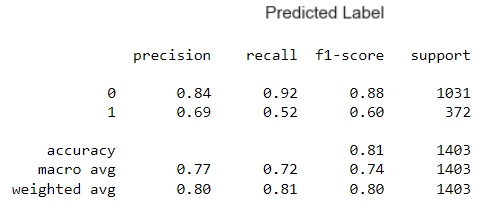 Predicted Label
precision recall f1-score support
0 0.84 0.92 0.88 1031
1 0.69 0.52 0.60 372
accuracy 0.81 1403
macro avg 0.77 0.72 0.74 1403
weighted avg 0.80 0.81 0.80 1403